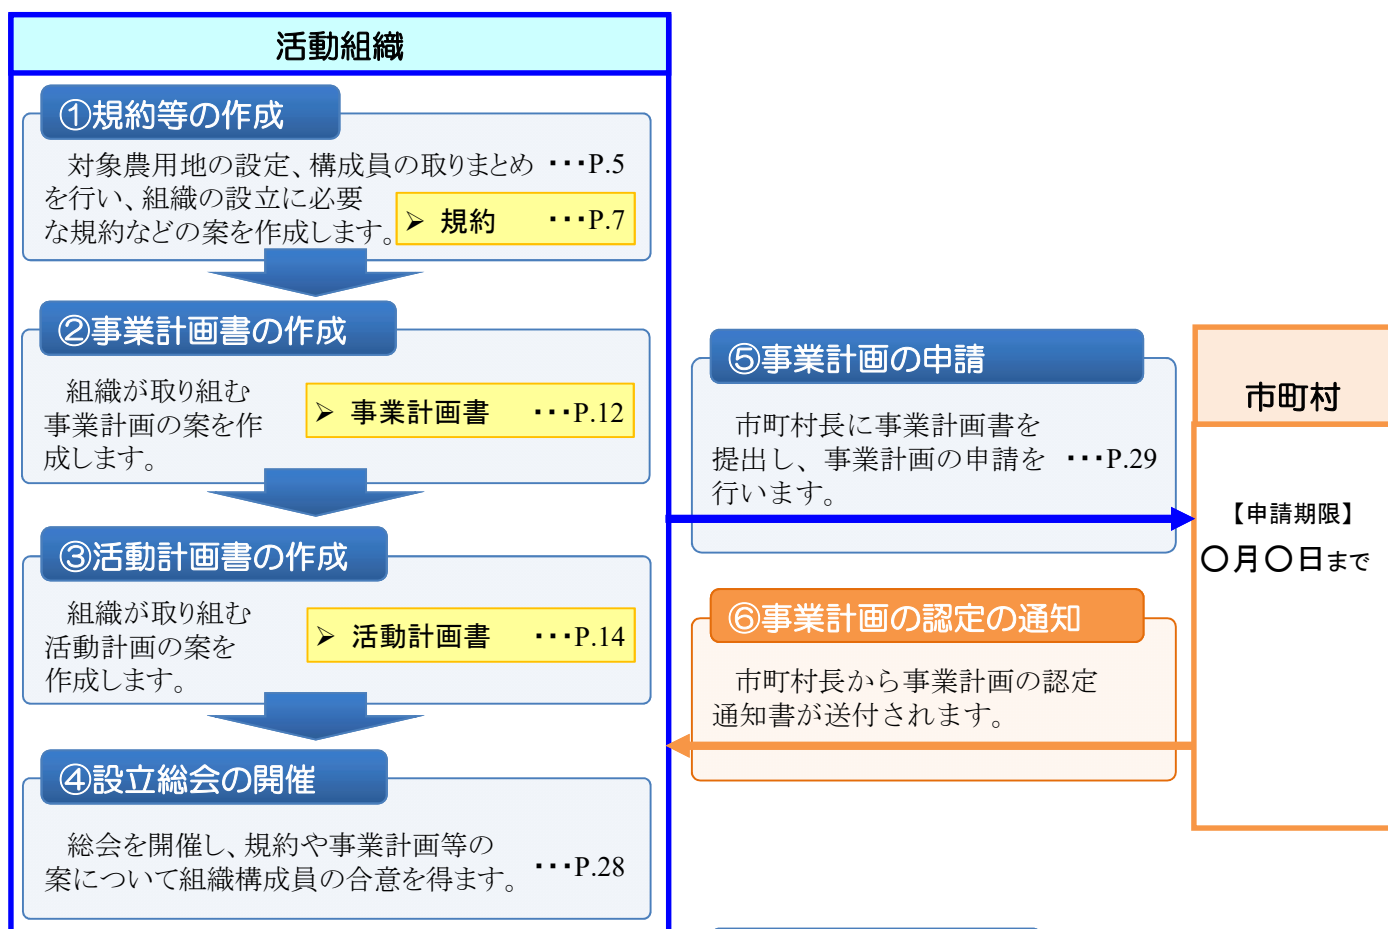 活動組織
①規約等の作成
対象農用地の設定、構成員の取りまとめ ・・・P.5
を行い、組織の設立に必要
な規約などの案を作成します。
➢ 規約 ・・・P.7
②事業計画書の作成
組織が取り組む
事業計画の案を作
成します。
➢ 事業計画書 ・・・P.12
③活動計画書の作成
組織が取り組む
活動計画の案を
作成します。
➢ 活動計画書 ・・・P.14
④設立総会の開催
総会を開催し、規約や事業計画等の
案について組織構成員の合意を得ます。 ・・・P.28
⑤事業計画の申請
市町村長に事業計画書を
提出し、事業計画の申請を ・・・P.29
行います。
⑥事業計画の認定の通知
市町村長から事業計画の認定
通知書が送付されます。
市町村
【申請期限】
〇月〇日まで